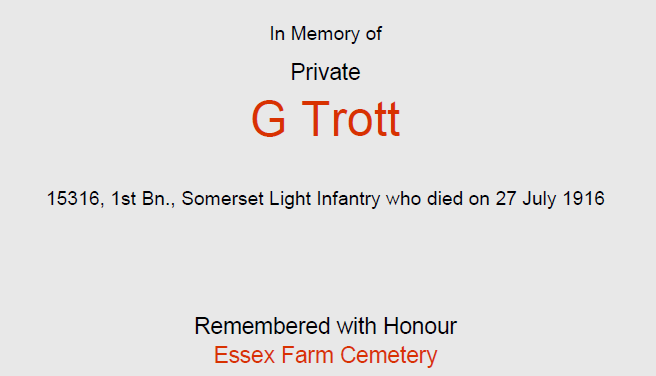 In Memory of
Private
G Trott
15316, 1st Bn., Somerset Light Infantry who died on 27 July 1916
Remembered with Honour
Essex Farm Cemetery